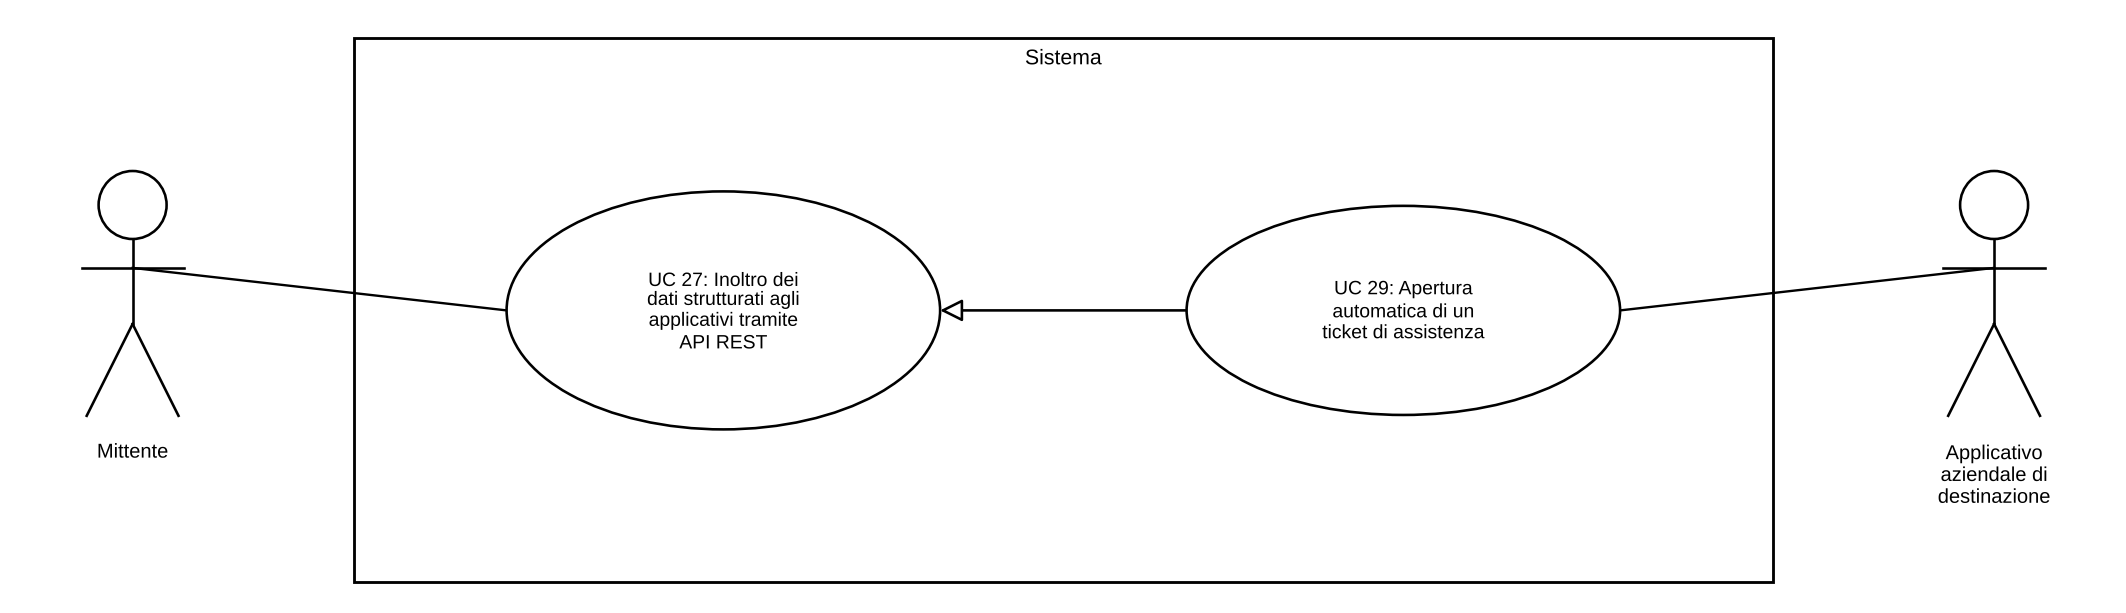 Sistema
UC 27: Inoltro dei
dati strutturati agli
applicativi tramite
API REST
UC 29: Apertura
automatica di un
ticket di assistenza
Mittente
Applicativo
aziendale di
destinazione